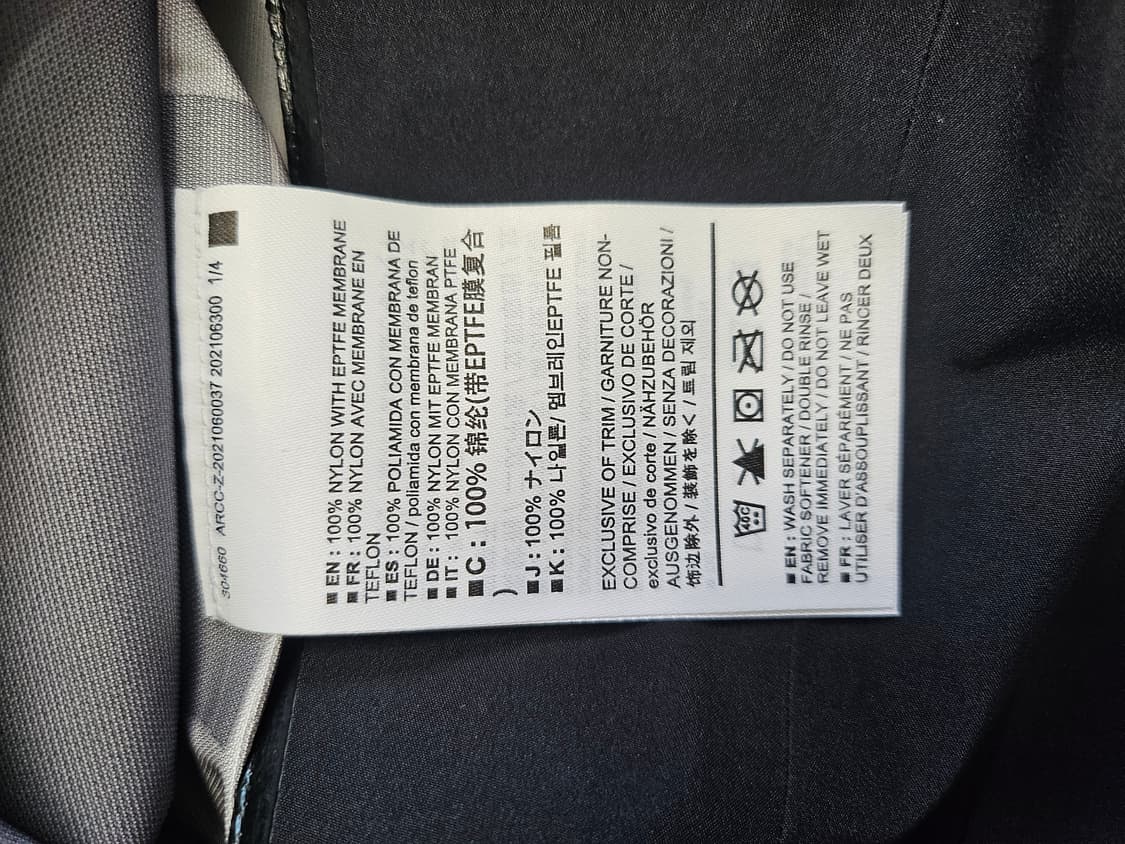 304660 ARC-Z-2021060037 202106300 1/4
EN : 100% NYLON WITH EPTFE MEMBRANE
FR : 100% NYLON AVEC MEMBRANE EN
TEFLON
ES : 100% POLIAMIDA CON MEMBRANA DE
TEFLON / poliamida con membrana de teflon
DE : 100% NYLON MIT EPTFE MEMBRAN
IT : 100% NYLON CON MEMBRANA PTFE
C : 100% 锦纶(带EPTFE膜复合
)
J : 100% ナイロン
K : 100% 나일론/ 멤브레인EPTFE 필름
EXCLUSIVE OF TRIM / GARNITURE NON-
COMPRISE / EXCLUSIVO DE CORTE /
exclusivo de corte / NÄHZUBEHÖR
AUSGENOMMEN / SENZA DECORAZIONI /
饰边除外 / 装飾を除く / 트림 제외
40C
EN : WASH SEPARATELY / DO NOT USE
FABRIC SOFTENER / DOUBLE RINSE /
REMOVE IMMEDIATELY / DO NOT LEAVE WET
FR : LAVER SÉPARÉMENT / NE PAS
UTILISER D'ASSOUPLISSANT / RINCER DEUX